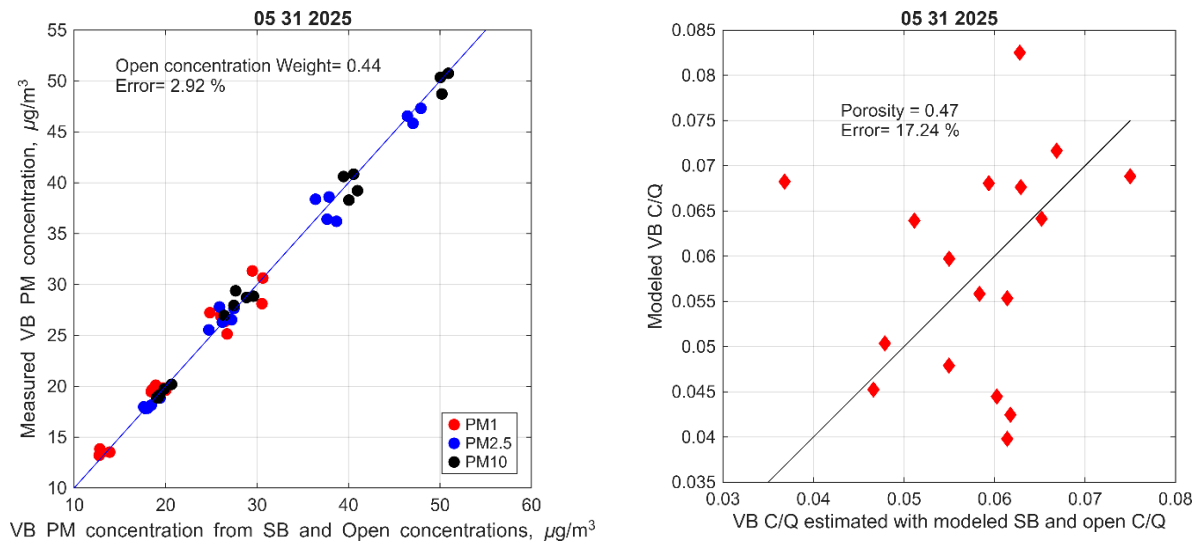 05 31 2025
Measured VB PM concentration, µg/m³
55
50
45
40
35
30
25
20
15
10
Open concentration Weight= 0.44
Error= 2.92 %
PM1
PM2.5
PM10
10 20 30 40 50 60
VB PM concentration from SB and Open concentrations, µg/m³
05 31 2025
Modeled VB C/Q
0.085
0.08
0.075
0.07
0.065
0.06
0.055
0.05
0.045
0.04
0.035
Porosity = 0.47
Error= 17.24 %
0.03 0.04 0.05 0.06 0.07 0.08
VB C/Q estimated with modeled SB and open C/Q